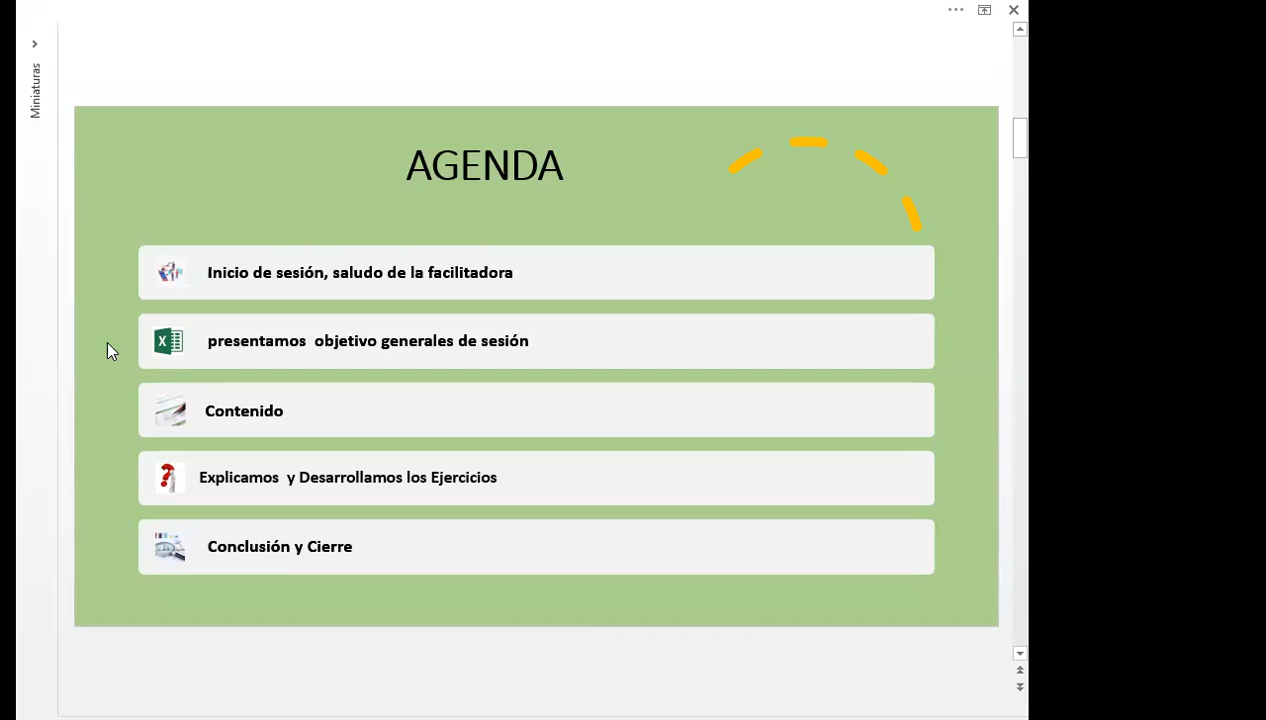 Miniaturas
AGENDA
Inicio de sesión, saludo de la facilitadora
presentamos  objetivo generales de sesión
Contenido
Explicamos  y Desarrollamos los Ejercicios
Conclusión y Cierre